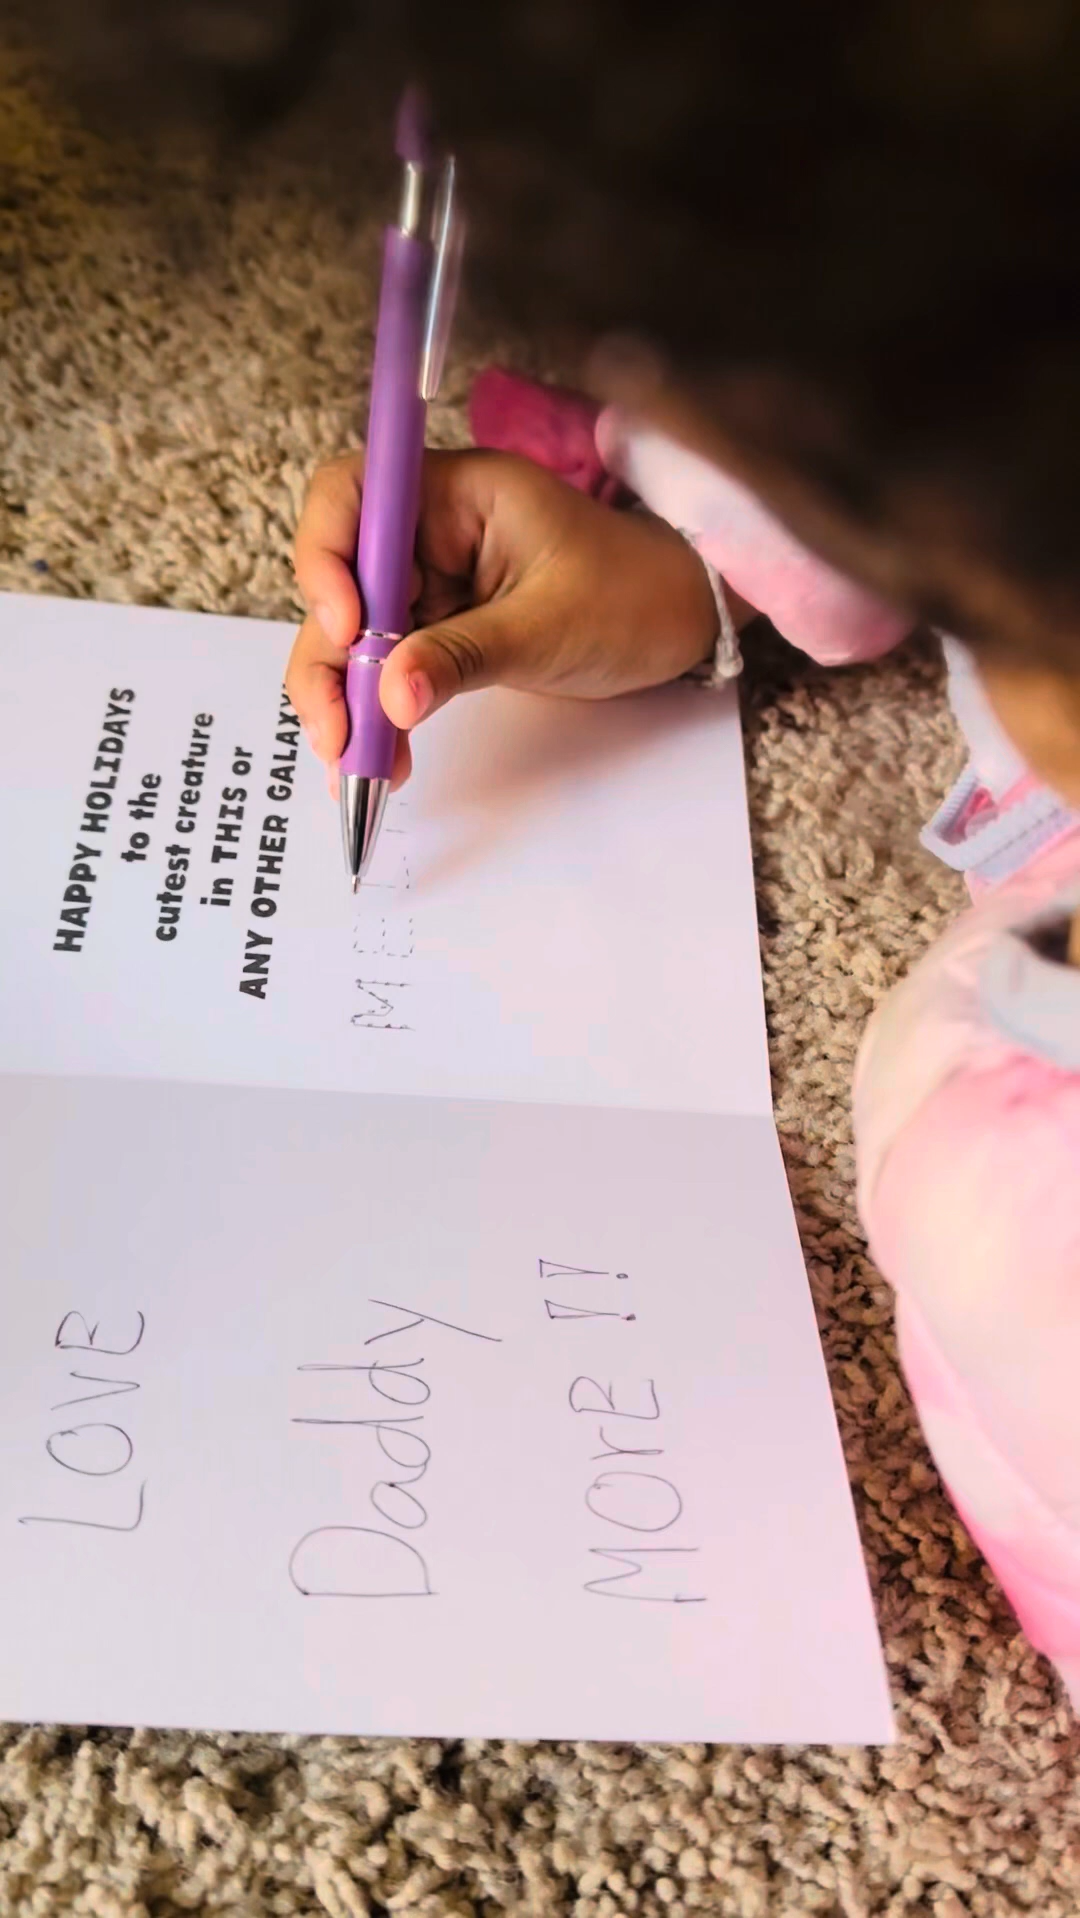 LOVE
Daddy
MOrE !!
HAPPY HOLIDAYS
to the
cutest creature
in THIS or
ANY OTHER GALAXY